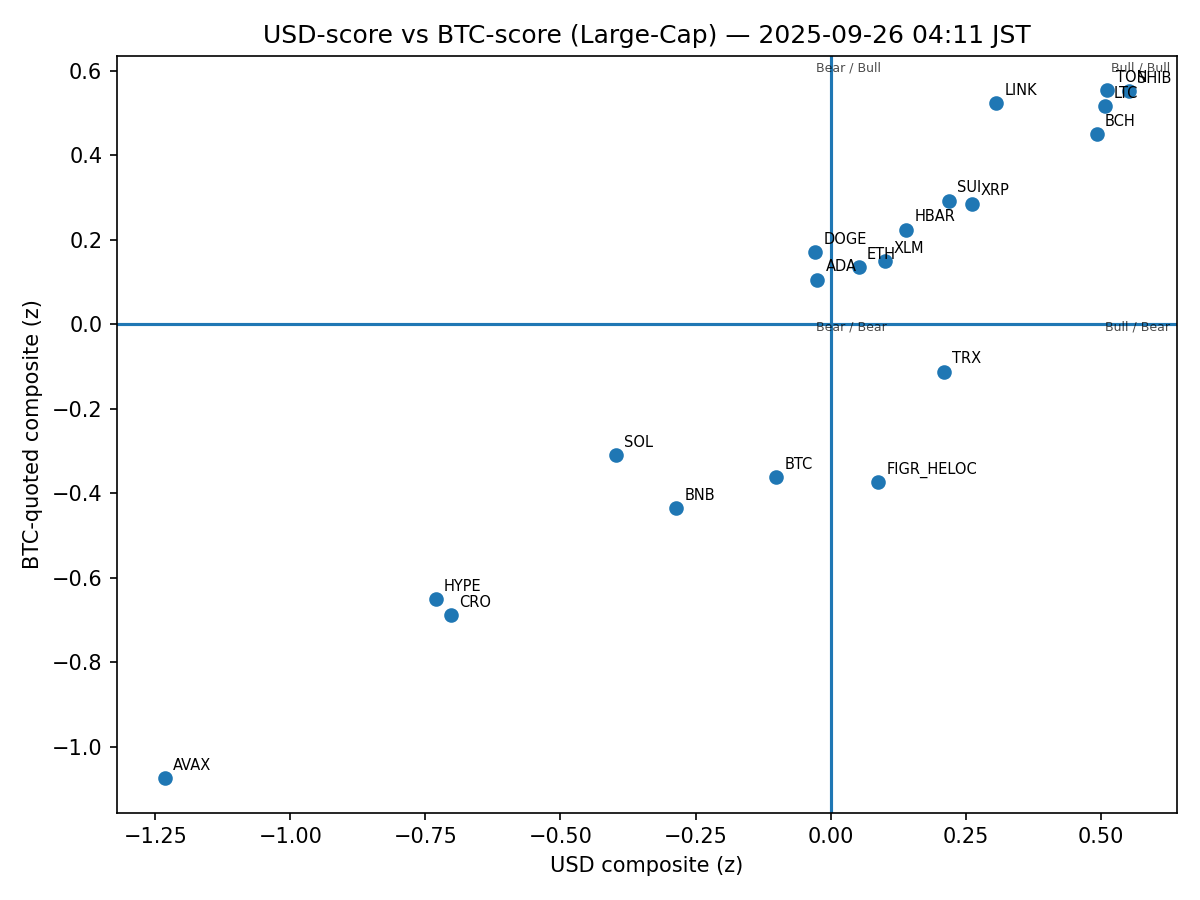 USD-score vs BTC-score (Large-Cap) — 2025-09-26 04:11 JST
Bear / Bull
Bull / Bull
TON
SHIB
LINK
LTC
BCH
SUI
XRP
HBAR
DOGE
XLM
ETH
ADA
Bear / Bear
Bull / Bear
TRX
SOL
BTC
FIGR_HELOC
BNB
HYPE
CRO
AVAX
0.6
0.4
0.2
0.0
−0.2
−0.4
−0.6
−0.8
−1.0
BTC-quoted composite (z)
−1.25
−1.00
−0.75
−0.50
−0.25
0.00
0.25
0.50
USD composite (z)